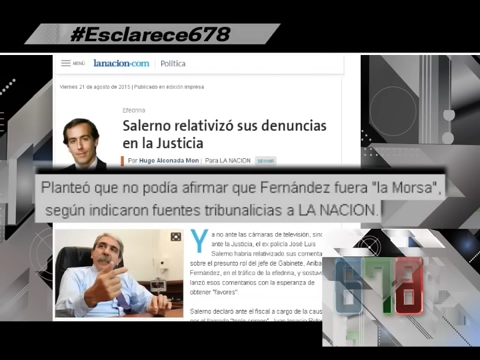 #Esclarece678
MENÚ lanacion.com | Política
Viernes 21 de agosto de 2015 | Publicado en edición impresa
Efedrina
Salerno relativizó sus denuncias
en la Justicia
Por Hugo Alconada Mon | Para LA NACION
Planteó que no podía afirmar que Fernández fuera "la Morsa",
según indicaron fuentes tribunalicias a LA NACION.
Ya no ante las cámaras de televisión, sino
ante la Justicia, el ex policía José Luis
Salerno habría relativizado sus comenta
sobre el presunto rol del jefe de Gabinete, Aníba
Fernández, en el tráfico de la efedrina, y sostuvo
lanzó esos comentarios con la esperanza de
obtener "favores".
Salerno declaró ante el fiscal a cargo de la caus
678